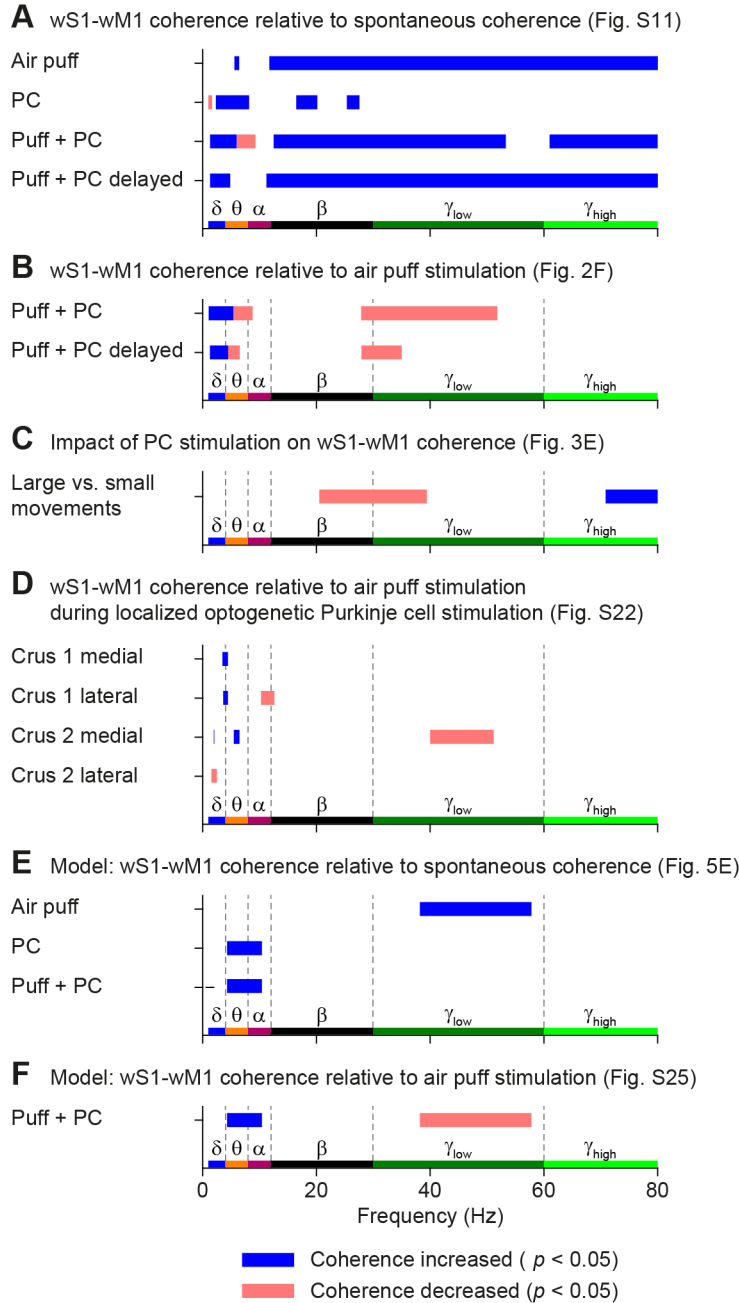 A wS1-wM1 coherence relative to spontaneous coherence (Fig. S11)
Air puff
PC
Puff + PC
Puff + PC delayed
δ θ α β γlow γhigh
B wS1-wM1 coherence relative to air puff stimulation (Fig. 2F)
Puff + PC
Puff + PC delayed
δ θ α β γlow γhigh
C Impact of PC stimulation on wS1-wM1 coherence (Fig. 3E)
Large vs. small
movements
δ θ α β γlow γhigh
D wS1-wM1 coherence relative to air puff stimulation
during localized optogenetic Purkinje cell stimulation (Fig. S22)
Crus 1 medial
Crus 1 lateral
Crus 2 medial
Crus 2 lateral
δ θ α β γlow γhigh
E Model: wS1-wM1 coherence relative to spontaneous coherence (Fig. 5E)
Air puff
PC
Puff + PC
δ θ α β γlow γhigh
F Model: wS1-wM1 coherence relative to air puff stimulation (Fig. S25)
Puff + PC
δ θ α β γlow γhigh
0 20 40 60 80
Frequency (Hz)
Coherence increased ( p < 0.05)
Coherence decreased (p < 0.05)